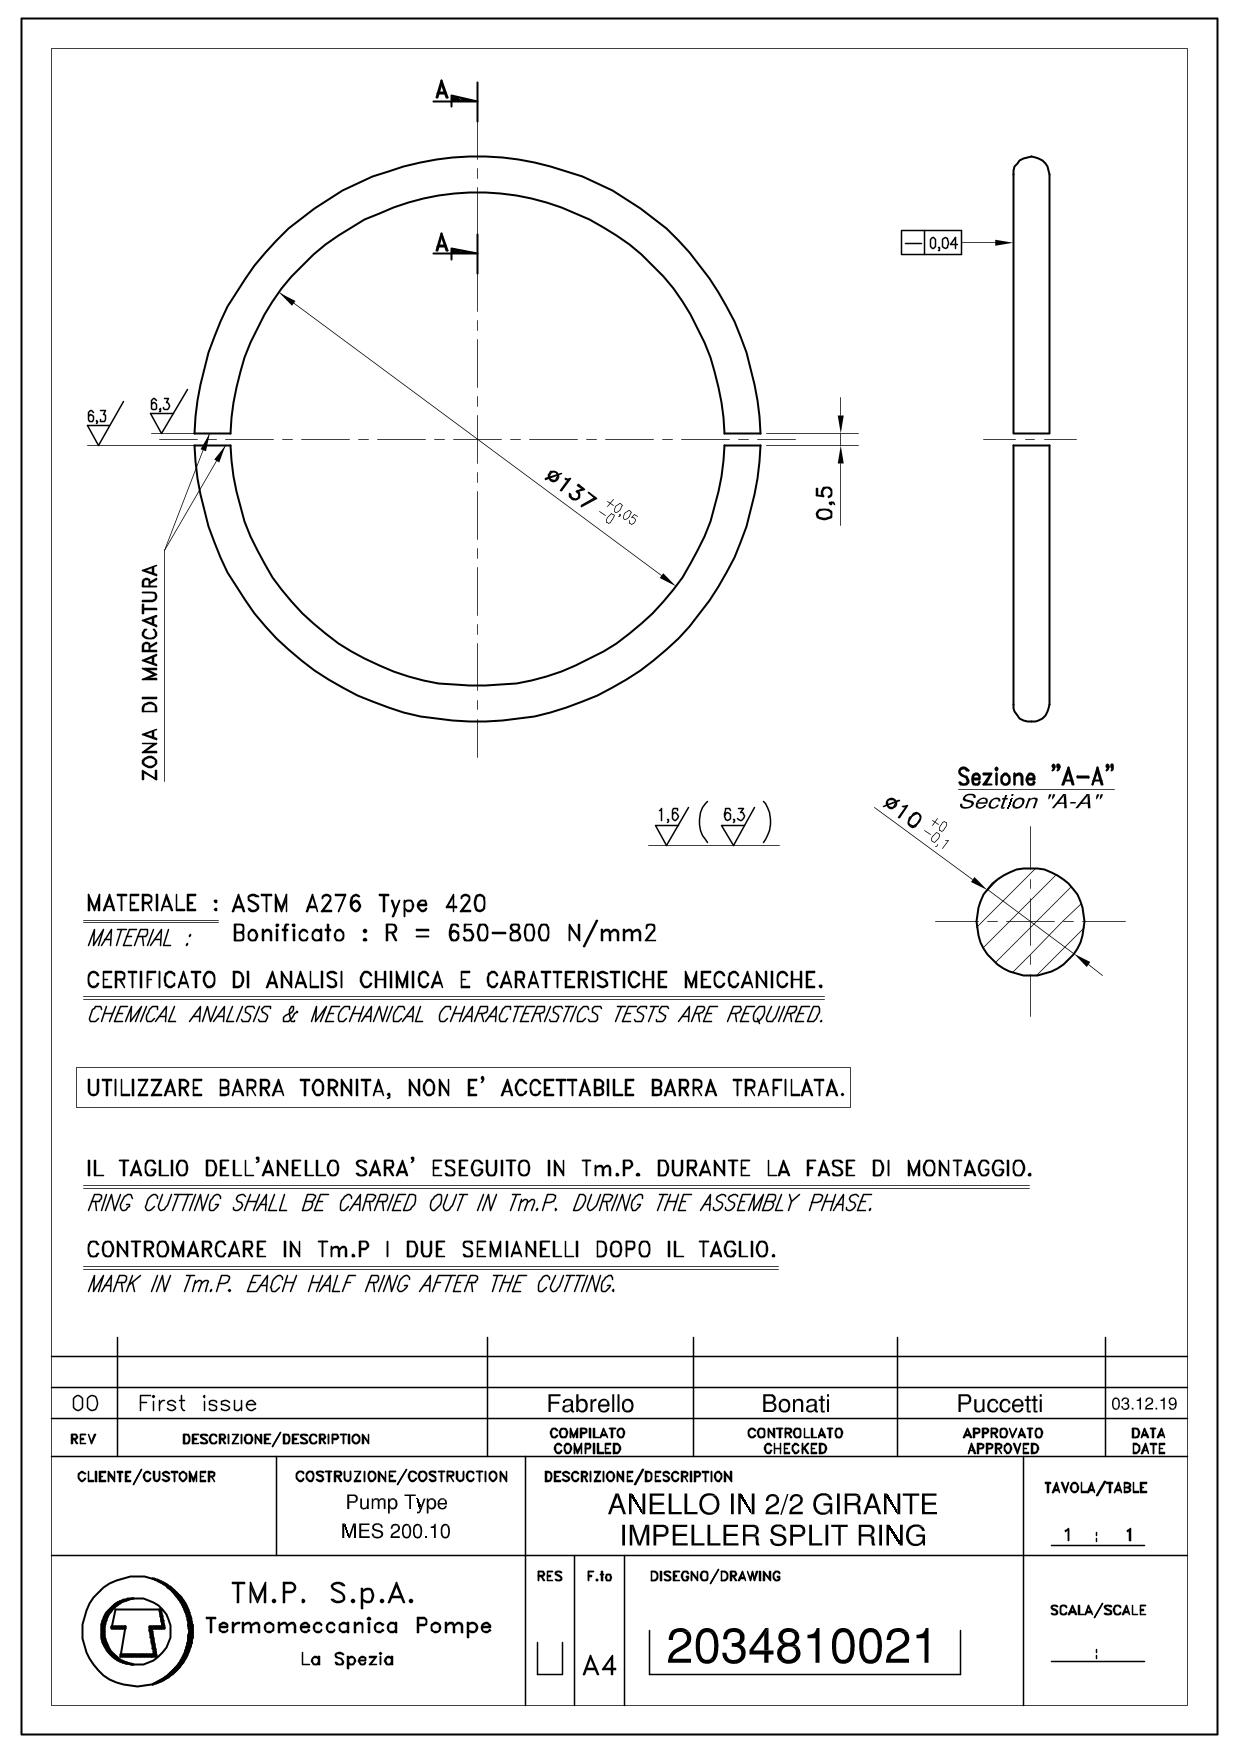 A
A
0,04
6,3
6,3
ø137 +0,05 -0
0,5
ZONA DI MARCATURA
Sezione "A-A"
Section "A-A"
1,6 ( 6,3 )
ø10 +0 -0,1
MATERIALE : ASTM A276 Type 420
MATERIAL : Bonificato : R = 650-800 N/mm2
CERTIFICATO DI ANALISI CHIMICA E CARATTERISTICHE MECCANICHE.
CHEMICAL ANALISIS & MECHANICAL CHARACTERISTICS TESTS ARE REQUIRED.
UTILIZZARE BARRA TORNITA, NON E' ACCETTABILE BARRA TRAFILATA.
IL TAGLIO DELL'ANELLO SARA' ESEGUITO IN Tm.P. DURANTE LA FASE DI MONTAGGIO.
RING CUTTING SHALL BE CARRIED OUT IN Tm.P. DURING THE ASSEMBLY PHASE.
CONTROMARCARE IN Tm.P I DUE SEMIANELLI DOPO IL TAGLIO.
MARK IN Tm.P. EACH HALF RING AFTER THE CUTTING.
00 First issue Fabrello Bonati Puccetti 03.12.19
REV DESCRIZIONE/DESCRIPTION COMPILATO CONTROLLATO APPROVATO DATA
COMPILED CHECKED APPROVED DATE
CLIENTE/CUSTOMER COSTRUZIONE/COSTRUCTION DESCRIZIONE/DESCRIPTION TAVOLA/TABLE
Pump Type ANELLO IN 2/2 GIRANTE
MES 200.10 IMPELLER SPLIT RING 1 : 1
TM.P. S.p.A. RES F.to DISEGNO/DRAWING SCALA/SCALE
Termomeccanica Pompe 2034810021 :
La Spezia A4